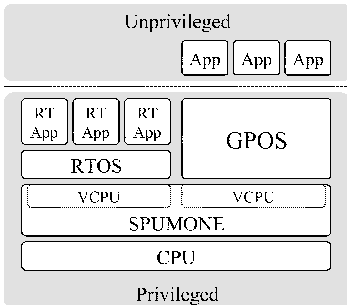 Unprivileged
App App App
RT App RT App RT App
GPOS
RTOS
VCPU VCPU
SPUMONE
CPU
Privileged